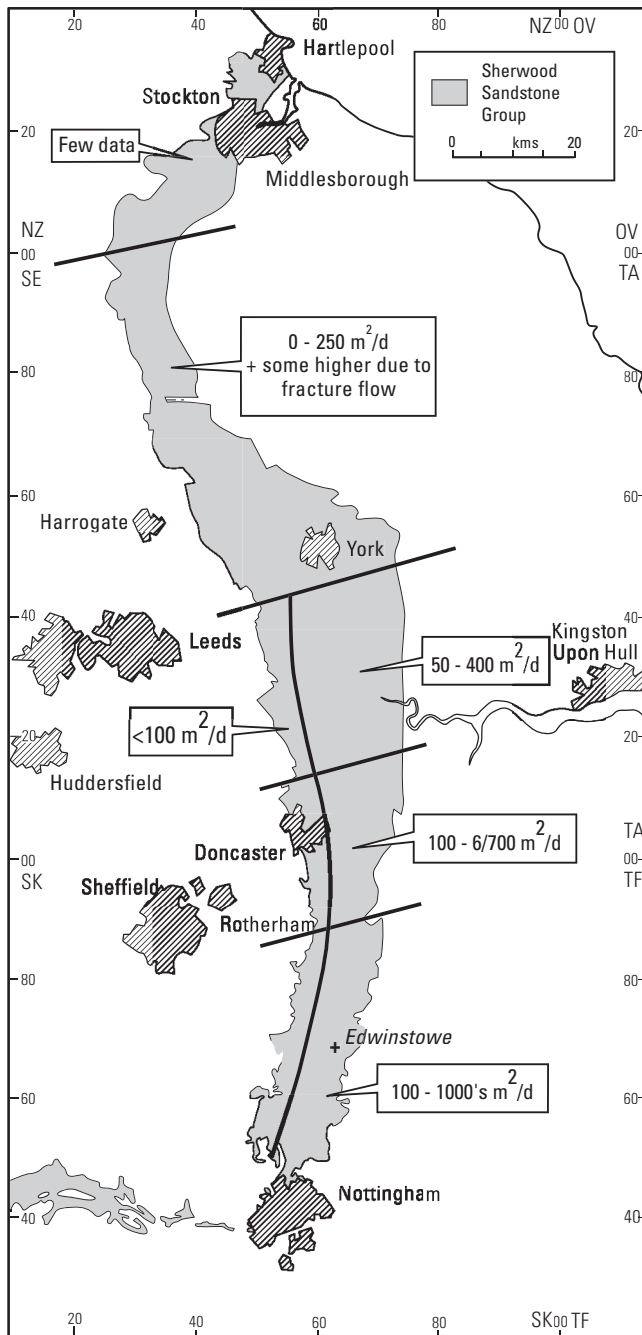 20
40
60
80
NZ 00 OV
Hartlepool
Sherwood
Sandstone
Group
0 kms 20
Stockton
20
20
Few data
Middlesborough
NZ
OV
00
00
SE
TA
0 - 250 m²/d
+ some higher due to
fracture flow
80
80
60
60
Harrogate
York
40
40
Leeds
Kingston
Upon Hull
50 - 400 m²/d
<100 m²/d
20
20
Huddersfield
Doncaster
100 - 6/700 m²/d
TA
00
00
SK
TF
Sheffield
Rotherham
80
80
Edwinstowe
100 - 1000's m²/d
60
60
Nottingham
40
40
20
40
60
80
SK 00 TF